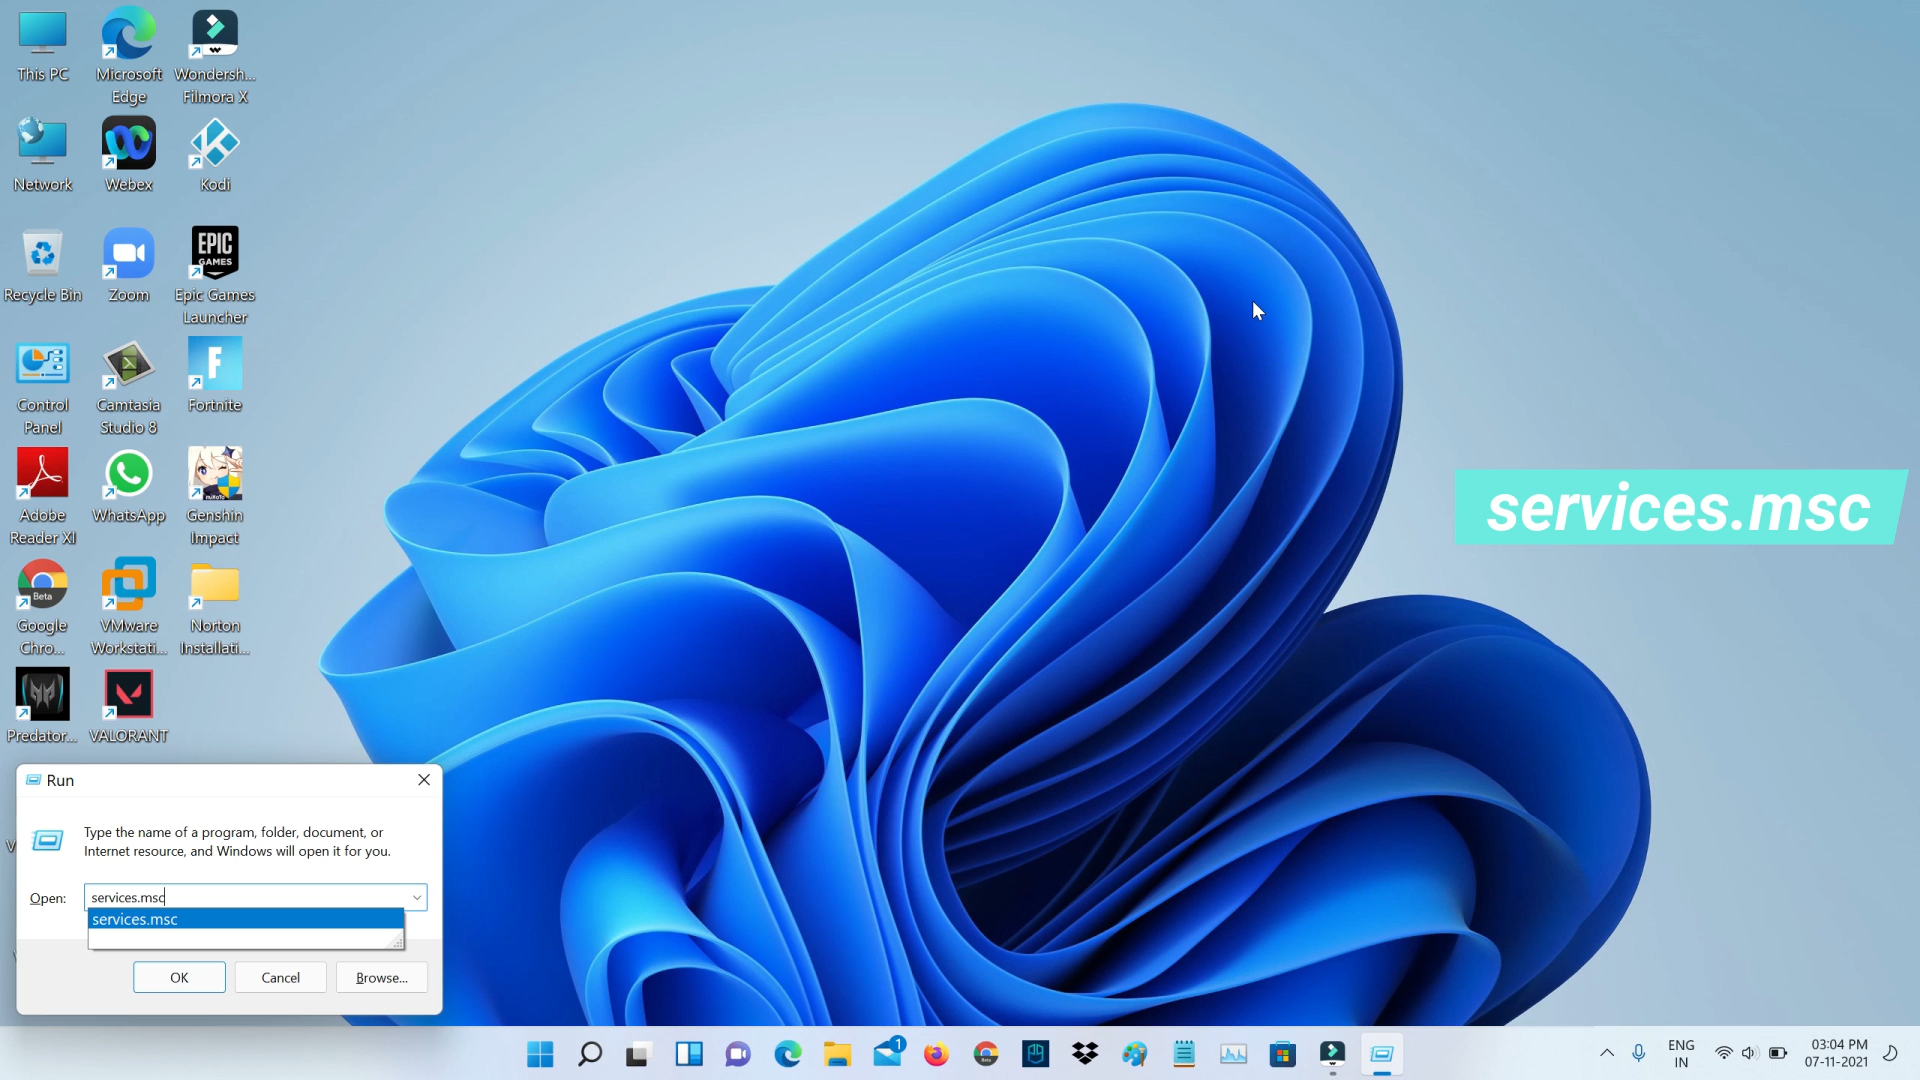 This PC
Microsoft
Edge
Wondersh...
Filmora X
Network
Webex
Kodi
EPIC
GAMES
Recycle Bin
Zoom
Epic Games
Launcher
F
Control
Panel
Camtasia
Studio 8
Fortnite
Adobe
Reader XI
WhatsApp
Genshin
Impact
Beta
Google
Chro...
VMware
Workstati...
Norton
Installati...
Predator...
VALORANT
services.msc
Run
Type the name of a program, folder, document, or
Internet resource, and Windows will open it for you.
Open:
services.msc
services.msc
OK
Cancel
Browse...
1
ENG
IN
03:04 PM
07-11-2021